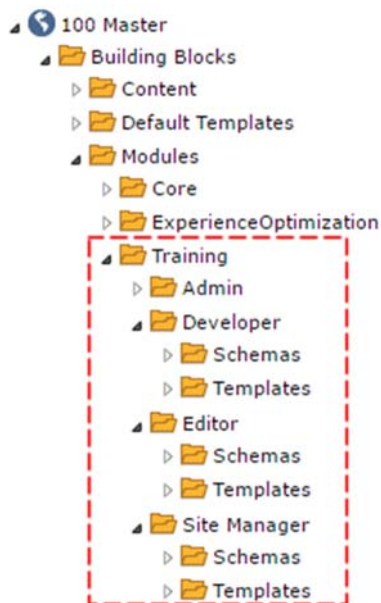 100 Master
Building Blocks
Content
Default Templates
Modules
Core
ExperienceOptimization
Training
Admin
Developer
Schemas
Templates
Editor
Schemas
Templates
Site Manager
Schemas
Templates